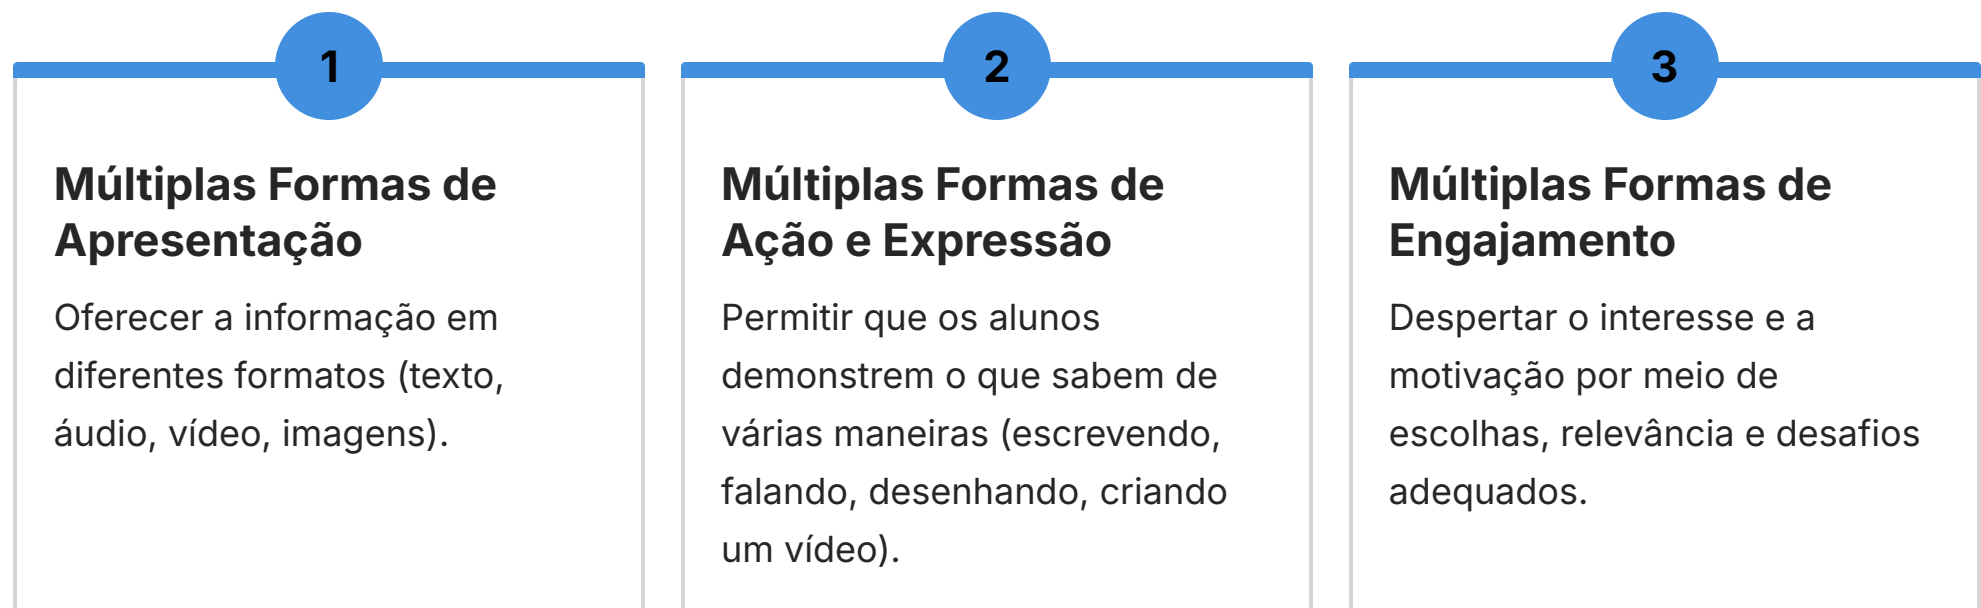 1
Múltiplas Formas de
Apresentação
Oferecer a informação em
diferentes formatos (texto,
áudio, vídeo, imagens).
2
Múltiplas Formas de
Ação e Expressão
Permitir que os alunos
demonstrem o que sabem de
várias maneiras (escrevendo,
falando, desenhando, criando
um vídeo).
3
Múltiplas Formas de
Engajamento
Despertar o interesse e a
motivação por meio de
escolhas, relevância e desafios
adequados.